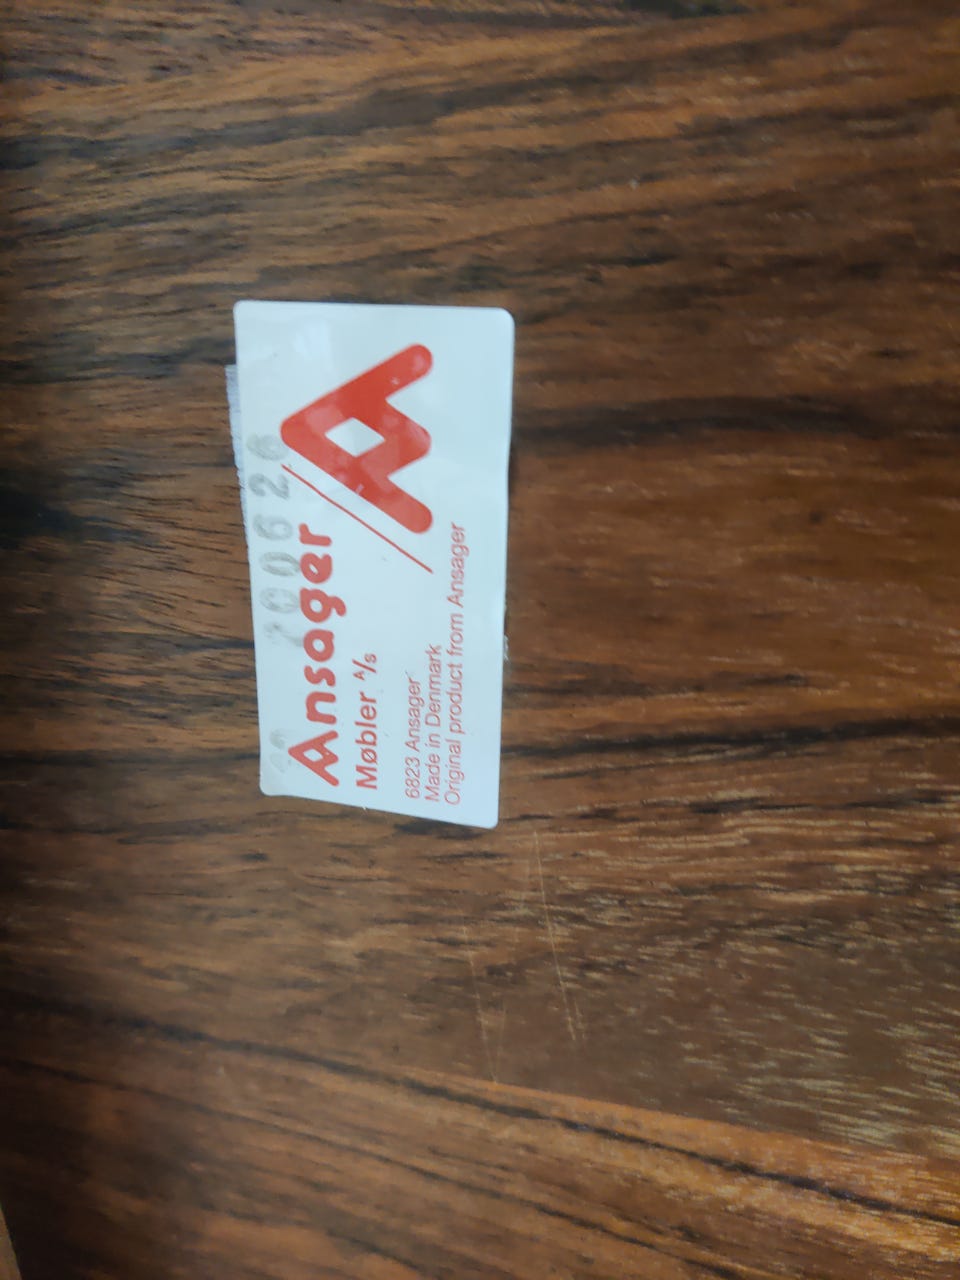 Ansager
Møbler A/S
6823 Ansager
Made in Denmark
Original product from Ansager